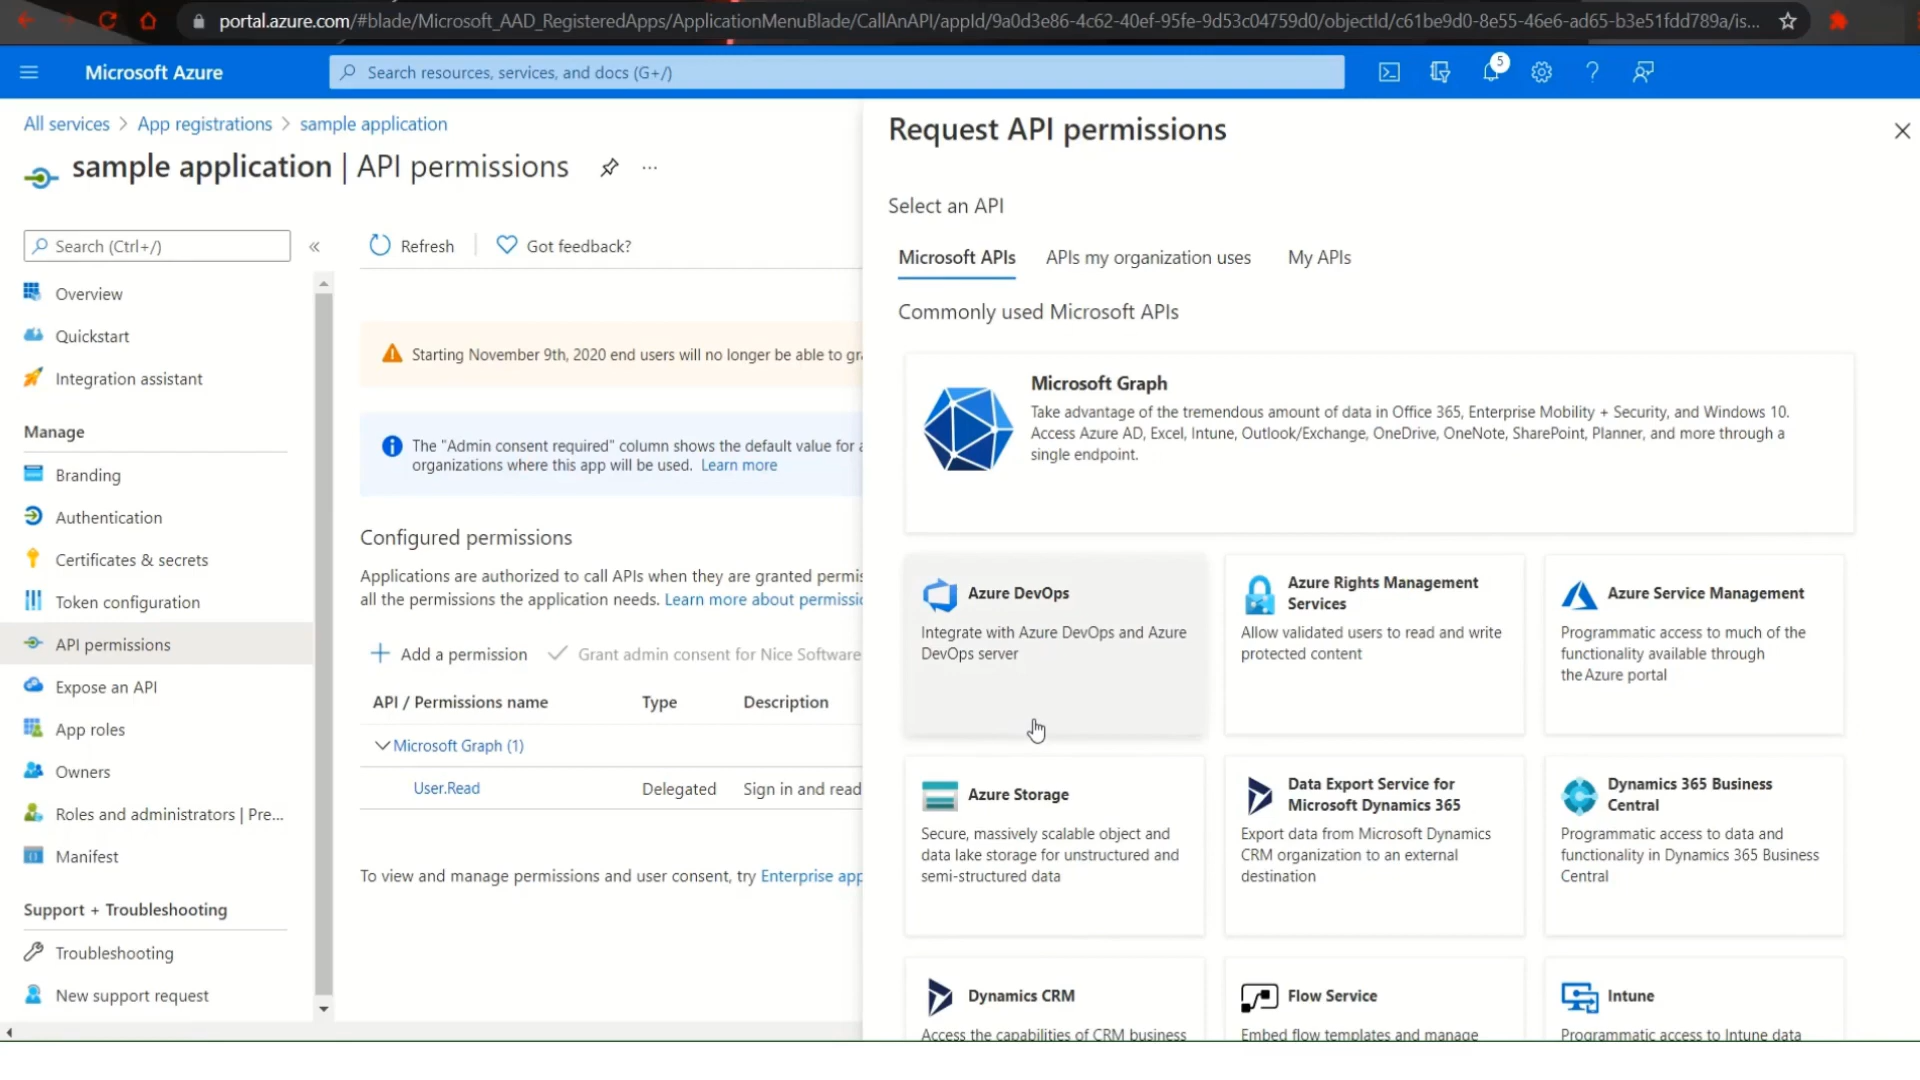 portal.azure.com/#blade/Microsoft_AAD_RegisteredApps/ApplicationMenuBlade/CallAnAPI/appId/9a0d3e86-4c62-40ef-95fe-9d53c04759d0/objectId/c61be9d0-8e55-46e6-ad65-b3e51fdd789a/is...
Microsoft Azure
Search resources, services, and docs (G+/)
5
All services > App registrations > sample application
sample application | API permissions
...
Search (Ctrl+/)
«
Overview
Quickstart
Integration assistant
Manage
Branding
Authentication
Certificates & secrets
Token configuration
API permissions
Expose an API
App roles
Owners
Roles and administrators | Pre...
Manifest
Support + Troubleshooting
Troubleshooting
New support request
Refresh
Got feedback?
Starting November 9th, 2020 end users will no longer be able to gra
The "Admin consent required" column shows the default value for a
organizations where this app will be used. Learn more
Configured permissions
Applications are authorized to call APIs when they are granted permis
all the permissions the application needs. Learn more about permissio
Add a permission
Grant admin consent for Nice Software
API / Permissions name
Type
Description
Microsoft Graph (1)
User.Read
Delegated
Sign in and read
To view and manage permissions and user consent, try Enterprise app
Request API permissions
Select an API
Microsoft APIs
APIs my organization uses
My APIs
Commonly used Microsoft APIs
Microsoft Graph
Take advantage of the tremendous amount of data in Office 365, Enterprise Mobility + Security, and Windows 10.
Access Azure AD, Excel, Intune, Outlook/Exchange, OneDrive, OneNote, SharePoint, Planner, and more through a
single endpoint.
Azure DevOps
Integrate with Azure DevOps and Azure
DevOps server
Azure Rights Management
Services
Allow validated users to read and write
protected content
Azure Service Management
Programmatic access to much of the
functionality available through
the Azure portal
Azure Storage
Secure, massively scalable object and
data lake storage for unstructured and
semi-structured data
Data Export Service for
Microsoft Dynamics 365
Export data from Microsoft Dynamics
CRM organization to an external
destination
Dynamics 365 Business
Central
Programmatic access to data and
functionality in Dynamics 365 Business
Central
Dynamics CRM
Access the capabilities of CRM business
Flow Service
Embed flow templates and manage
Intune
Programmatic access to Intune data